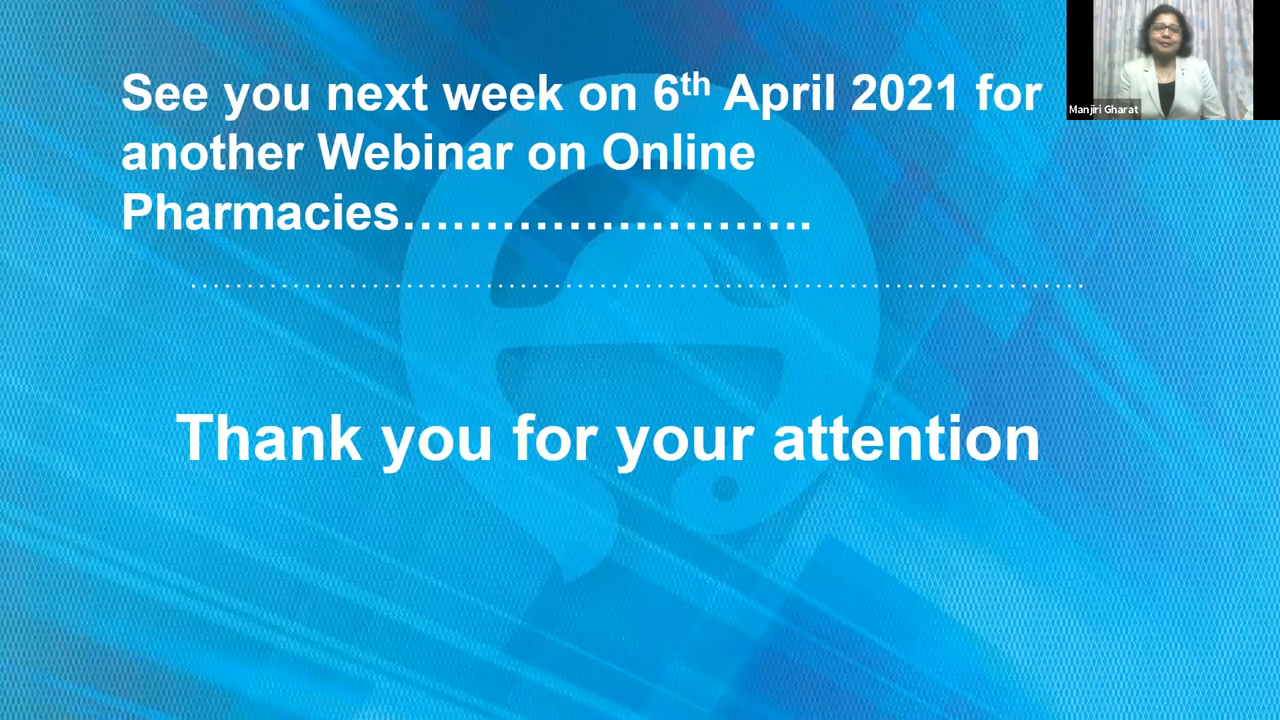 See you next week on 6th April 2021 for
another Webinar on Online
Pharmacies…………………….
Thank you for your attention
Manjiri Gharat